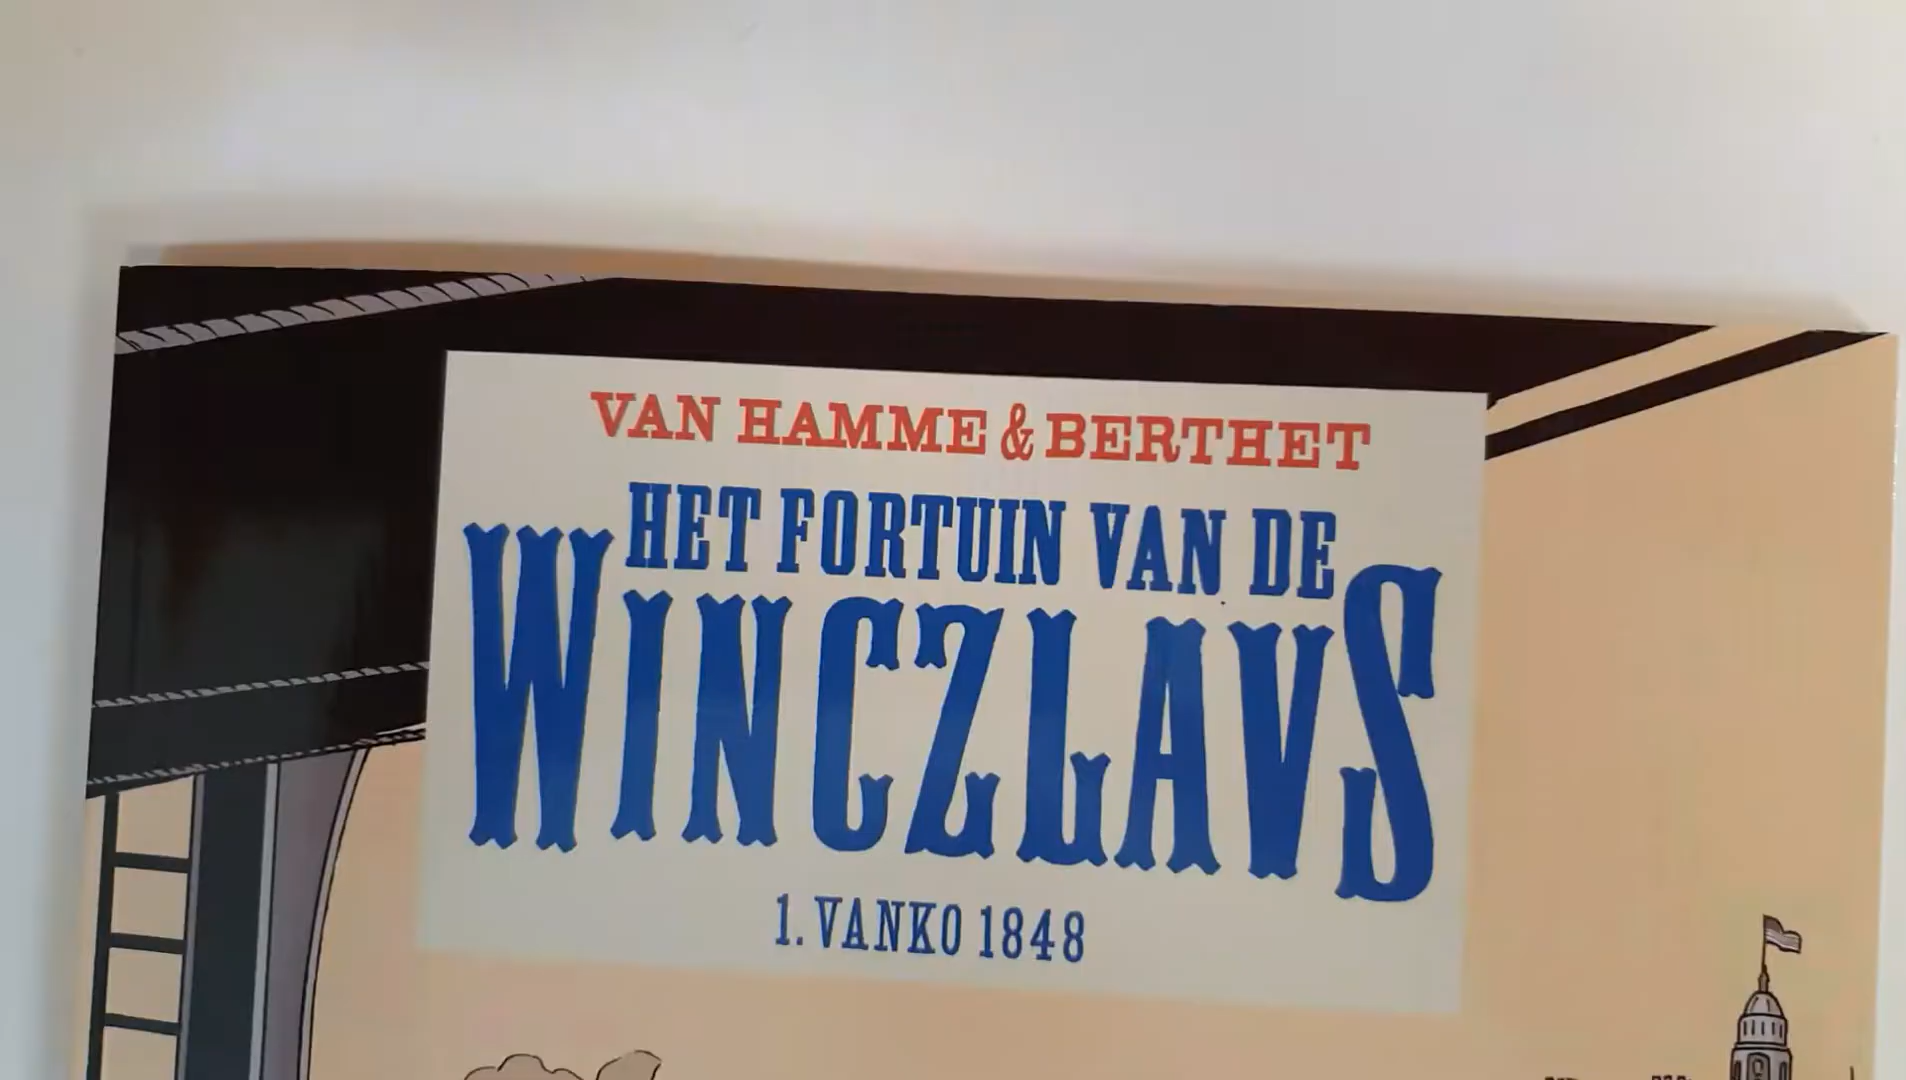 VAN HAMME & BERTHET
HET FORTUIN VAN DE
WINCZLAVS
1. VANKO 1848